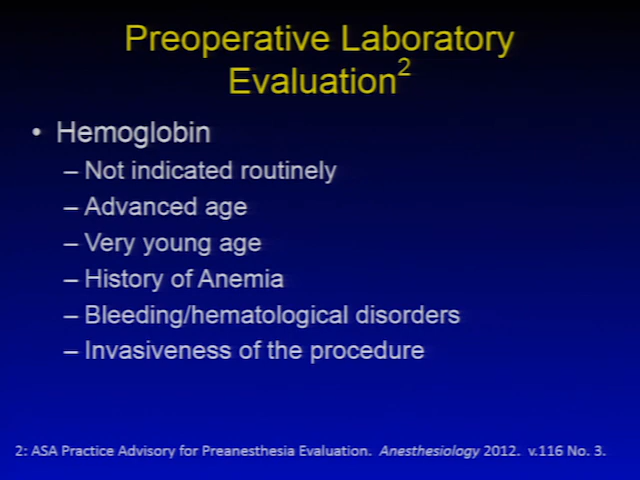 Preoperative Laboratory
Evaluation2
• Hemoglobin
– Not indicated routinely
– Advanced age
– Very young age
– History of Anemia
– Bleeding/hematological disorders
– Invasiveness of the procedure
2: ASA Practice Advisory for Preanesthesia Evaluation. Anesthesiology 2012. v.116 No. 3.